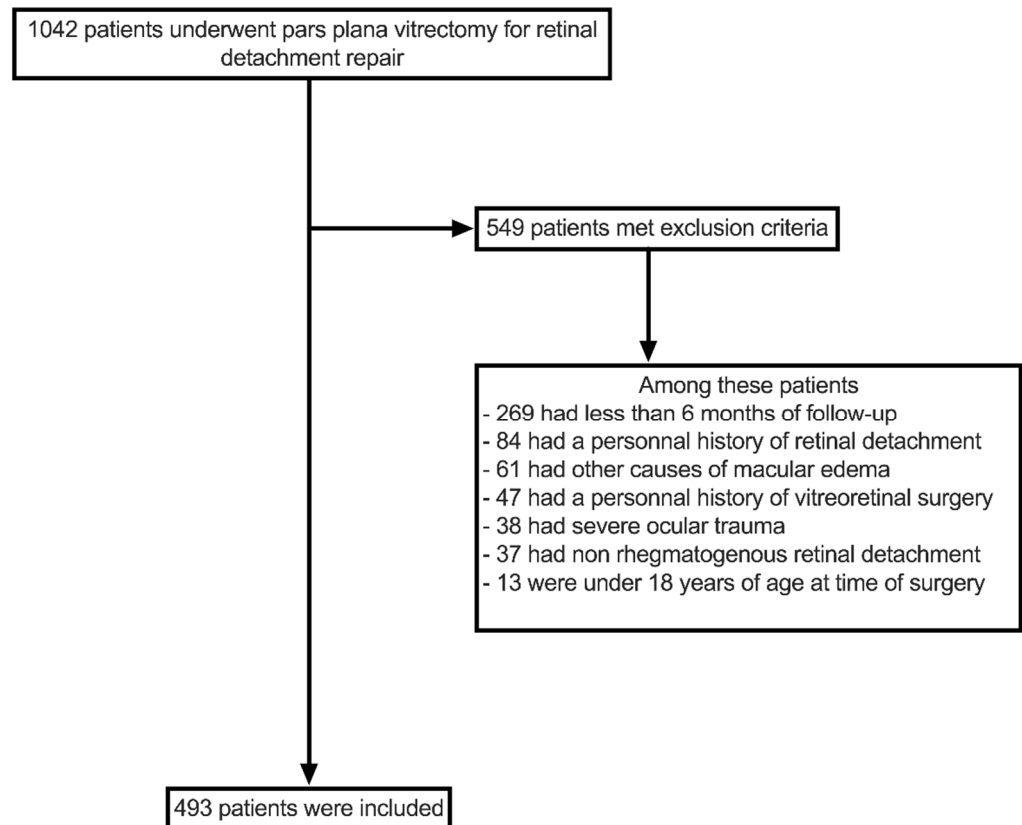 1042 patients underwent pars plana vitrectomy for retinal
detachment repair
549 patients met exclusion criteria
Among these patients
- 269 had less than 6 months of follow-up
- 84 had a personnal history of retinal detachment
- 61 had other causes of macular edema
- 47 had a personnal history of vitreoretinal surgery
- 38 had severe ocular trauma
- 37 had non rhegmatogenous retinal detachment
- 13 were under 18 years of age at time of surgery
493 patients were included